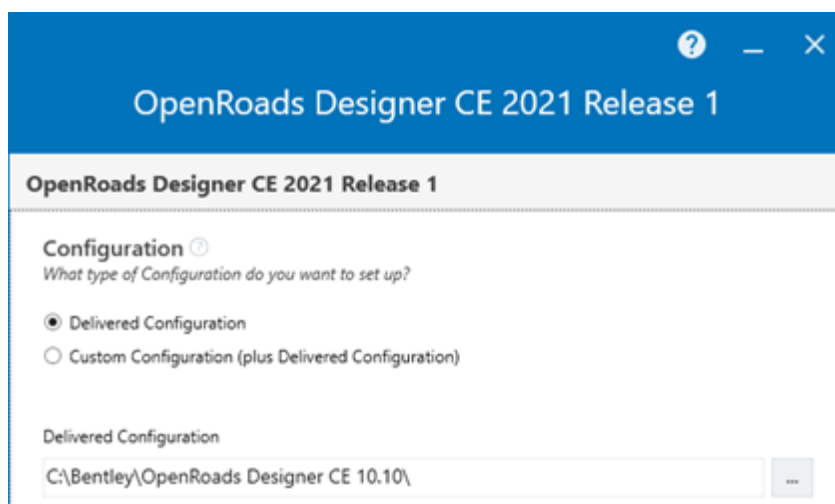 OpenRoads Designer CE 2021 Release 1
OpenRoads Designer CE 2021 Release 1
Configuration
What type of Configuration do you want to set up?
Delivered Configuration
Custom Configuration (plus Delivered Configuration)
Delivered Configuration
C:\Bentley\OpenRoads Designer CE 10.10\
...